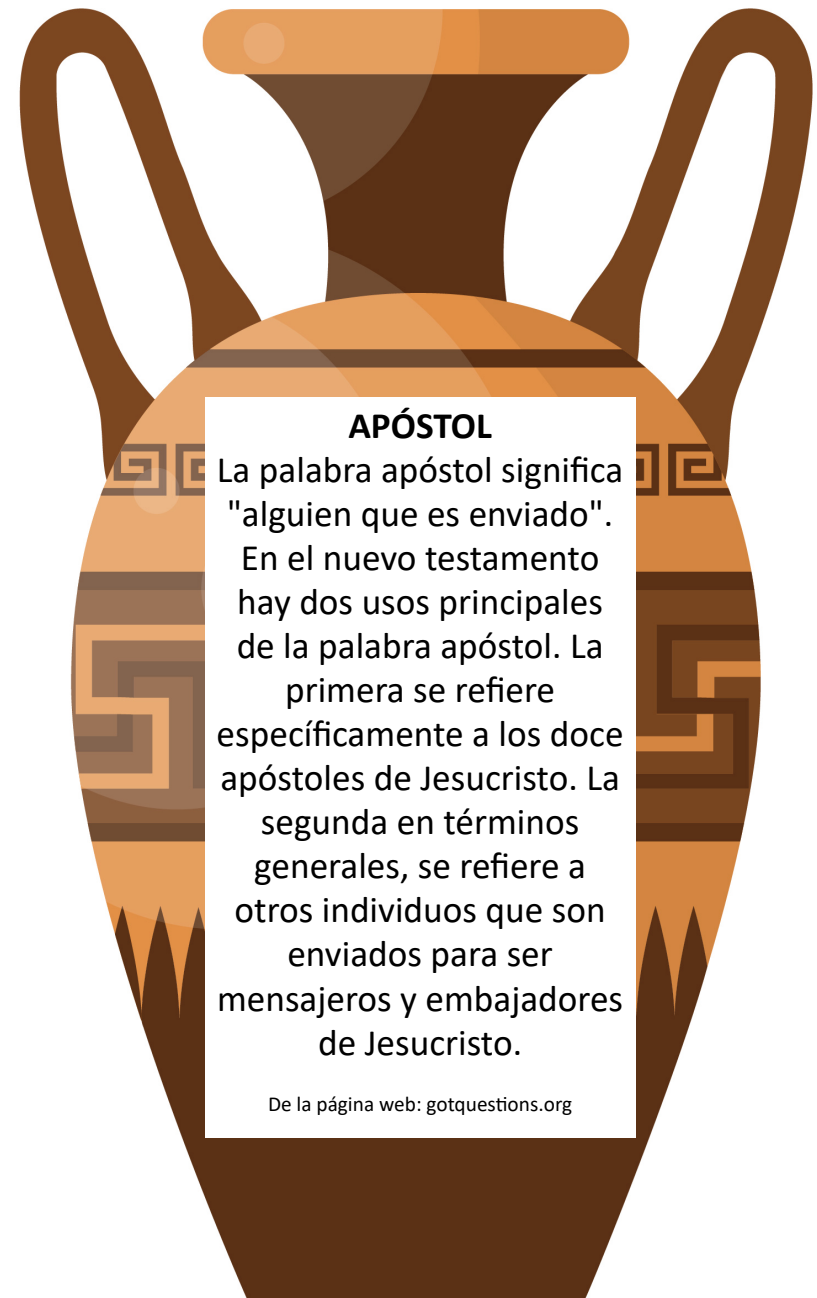 APÓSTOL
La palabra apóstol significa
"alguien que es enviado".
En el nuevo testamento
hay dos usos principales
de la palabra apóstol. La
primera se refiere
específicamente a los doce
apóstoles de Jesucristo. La
segunda en términos
generales, se refiere a
otros individuos que son
enviados para ser
mensajeros y embajadores
de Jesucristo.
De la página web: gotquestions.org